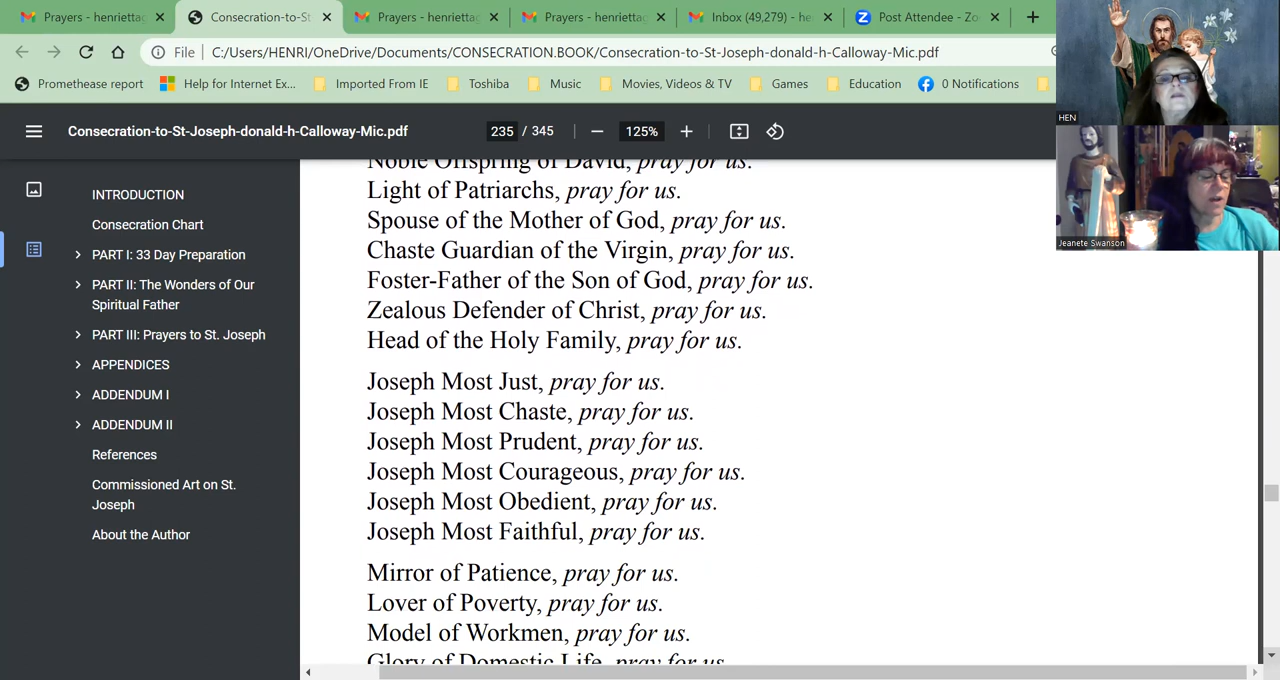 Prayers - henriettag
Consecration-to-St
Prayers - henriettag
Prayers - henriettag
Inbox (49,279) - he
Post Attendee - Zo
File C:/Users/HENRI/OneDrive/Documents/CONSECRATION.BOOK/Consecration-to-St-Joseph-donald-h-Calloway-Mic.pdf
Promethease report
Help for Internet Ex...
Imported From IE
Toshiba
Music
Movies, Videos & TV
Games
Education
0 Notifications
HEN
Jeanete Swanson
Consecration-to-St-Joseph-donald-h-Calloway-Mic.pdf
235 / 345
125%
INTRODUCTION
Consecration Chart
PART I: 33 Day Preparation
PART II: The Wonders of Our
Spiritual Father
PART III: Prayers to St. Joseph
APPENDICES
ADDENDUM I
ADDENDUM II
References
Commissioned Art on St.
Joseph
About the Author
Noble Offspring of David, pray for us.
Light of Patriarchs, pray for us.
Spouse of the Mother of God, pray for us.
Chaste Guardian of the Virgin, pray for us.
Foster-Father of the Son of God, pray for us.
Zealous Defender of Christ, pray for us.
Head of the Holy Family, pray for us.
Joseph Most Just, pray for us.
Joseph Most Chaste, pray for us.
Joseph Most Prudent, pray for us.
Joseph Most Courageous, pray for us.
Joseph Most Obedient, pray for us.
Joseph Most Faithful, pray for us.
Mirror of Patience, pray for us.
Lover of Poverty, pray for us.
Model of Workmen, pray for us.
Glory of Domestic Life, pray for us.